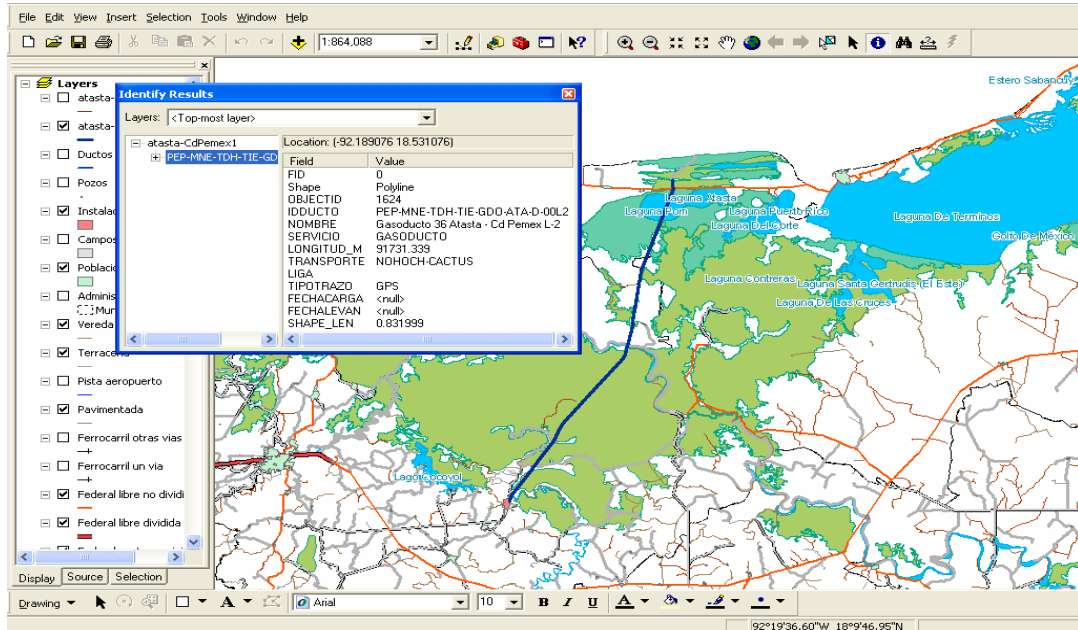 File Edit View Insert Selection Tools Window Help
1:864,088
Layers
atasta-
atasta-
Ductos
Pozos
Instalac
Campos
Poblacio
Adminis
Mur
Vereda
Terraceria
Pista aeropuerto
Pavimentada
Ferrocarril otras vias
Ferrocarril un via
Federal libre no dividi
Federal libre dividida
Display Source Selection
Identify Results
Layers: <Top-most layer>
atasta-CdPemex1
PEP-MNE-TDH-TIE-GD
Location: (-92.189076 18.531076)
Field Value
FID 0
Shape Polyline
OBJECTID 1624
IDDUCTO PEP-MNE-TDH-TIE-GDO-ATA-D-00L2
NOMBRE Gasoducto 36 Atasta - Cd Pemex L-2
SERVICIO GASODUCTO
LONGITUD_M 91731.339
TRANSPORTE NOHOCH-CACTUS
LIGA
TIPOTRAZO GPS
FECHACARGA <null>
FECHALEVAN <null>
SHAPE_LEN 0.831999
Estero Sabancuy
Laguna Atasta
Laguna Pom
Laguna Puerto Rico
Laguna Del Corte
Laguna De Terminos
Golfo De México
Laguna Contreras
Laguna Santa Gertrudis (El Este)
Laguna De Las Cruces
Lago Cocoyol
Drawing A Arial 10 B I U A
92°19'36.60"W 18°9'46.95"N